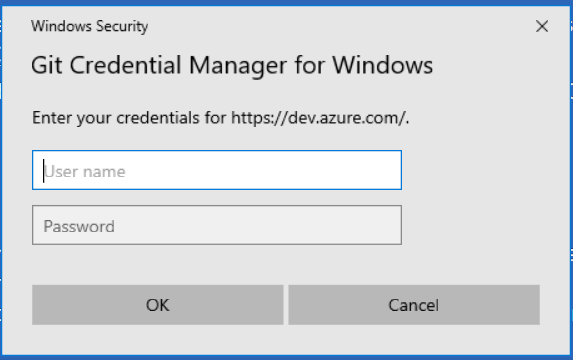 Windows Security
Git Credential Manager for Windows
Enter your credentials for https://dev.azure.com/.
User name
Password
OK Cancel